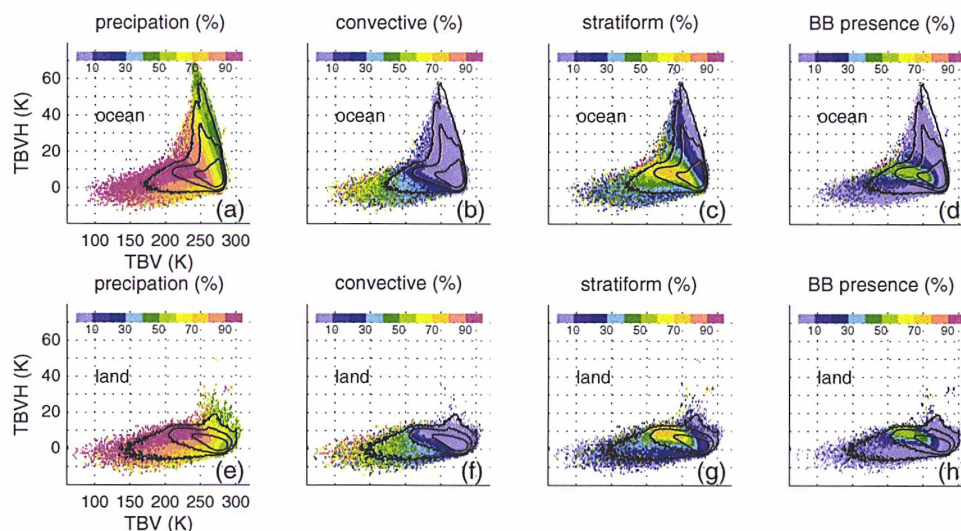 precipation (%) convective (%) stratiform (%) BB presence (%)
10 30 50 70 90 10 30 50 70 90 10 30 50 70 90 10 30 50 70 90
60
40
20
0
TBVH (K)
ocean ocean ocean ocean
(a) (b) (c) (d)
100 150 200 250 300
TBV (K)
precipation (%) convective (%) stratiform (%) BB presence (%)
10 30 50 70 90 10 30 50 70 90 10 30 50 70 90 10 30 50 70 90
60
40
20
0
TBVH (K)
land land land land
(e) (f) (g) (h)
100 150 200 250 300
TBV (K)